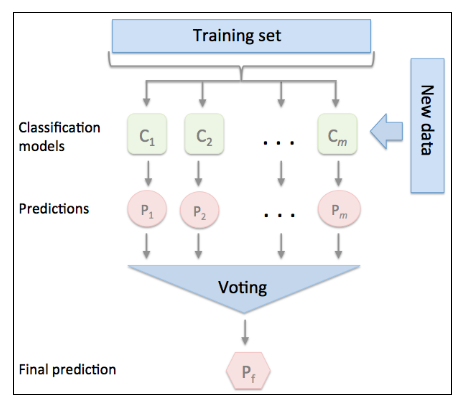 Training set
New data
Classification
models
C1 C2 . . . Cm
Predictions
P1 P2 . . . Pm
Voting
Final prediction
Pf